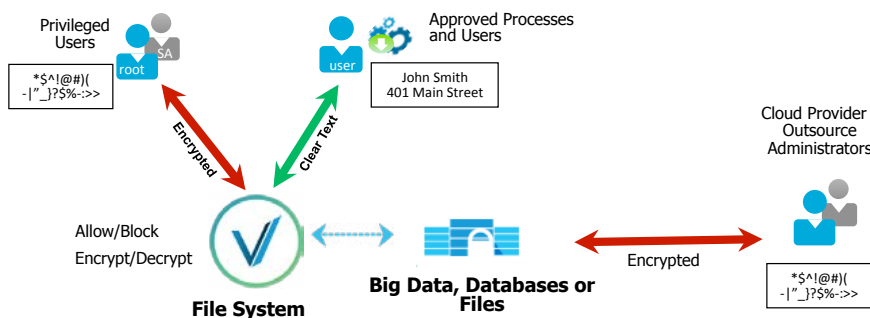 Privileged
Users
SA
root
*$^!@#)(
-|"_}?$%-:>>
Approved Processes
and Users
user
John Smith
401 Main Street
Encrypted
Clear Text
Cloud Provider
Outsource
Administrators
Allow/Block
Encrypt/Decrypt
File System
Big Data, Databases or
Files
Encrypted
*$^!@#)(
-|"_}?$%-:>>